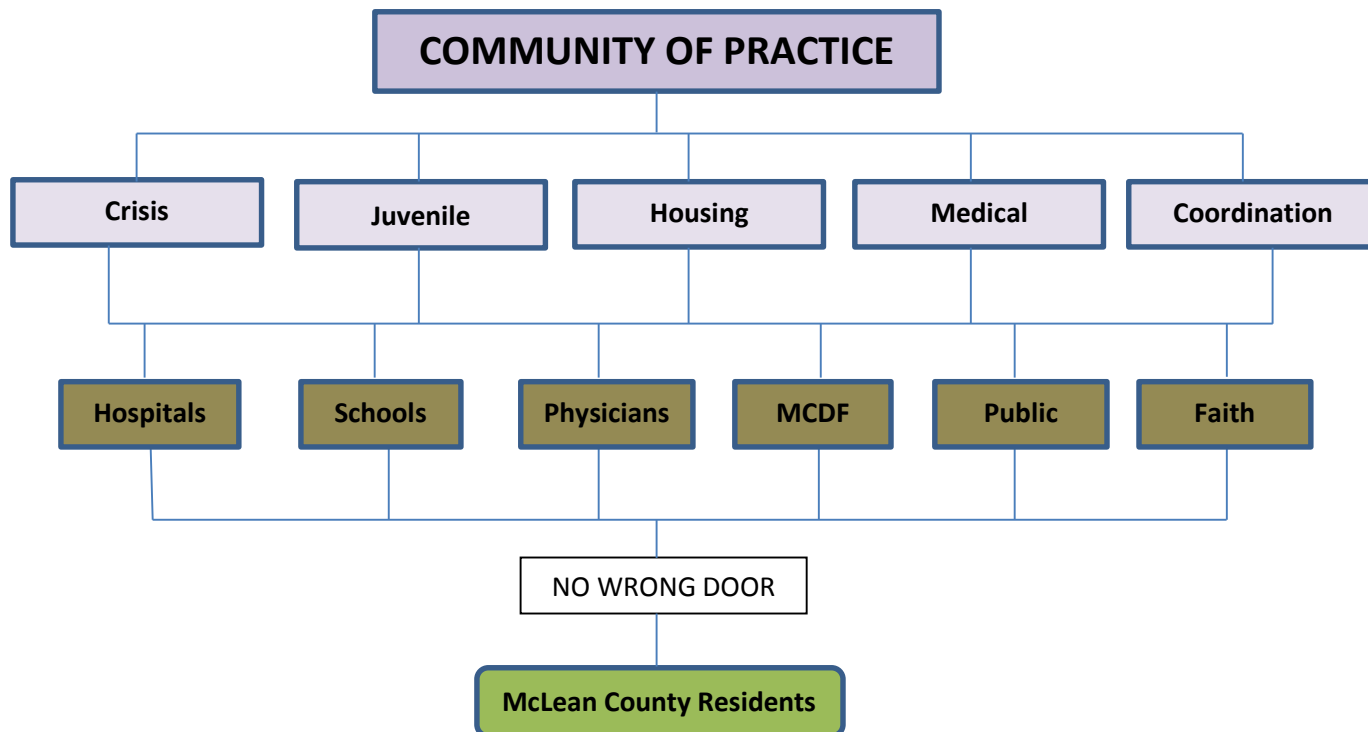 COMMUNITY OF PRACTICE
Crisis
Juvenile
Housing
Medical
Coordination
Hospitals
Schools
Physicians
MCDF
Public
Faith
NO WRONG DOOR
McLean County Residents